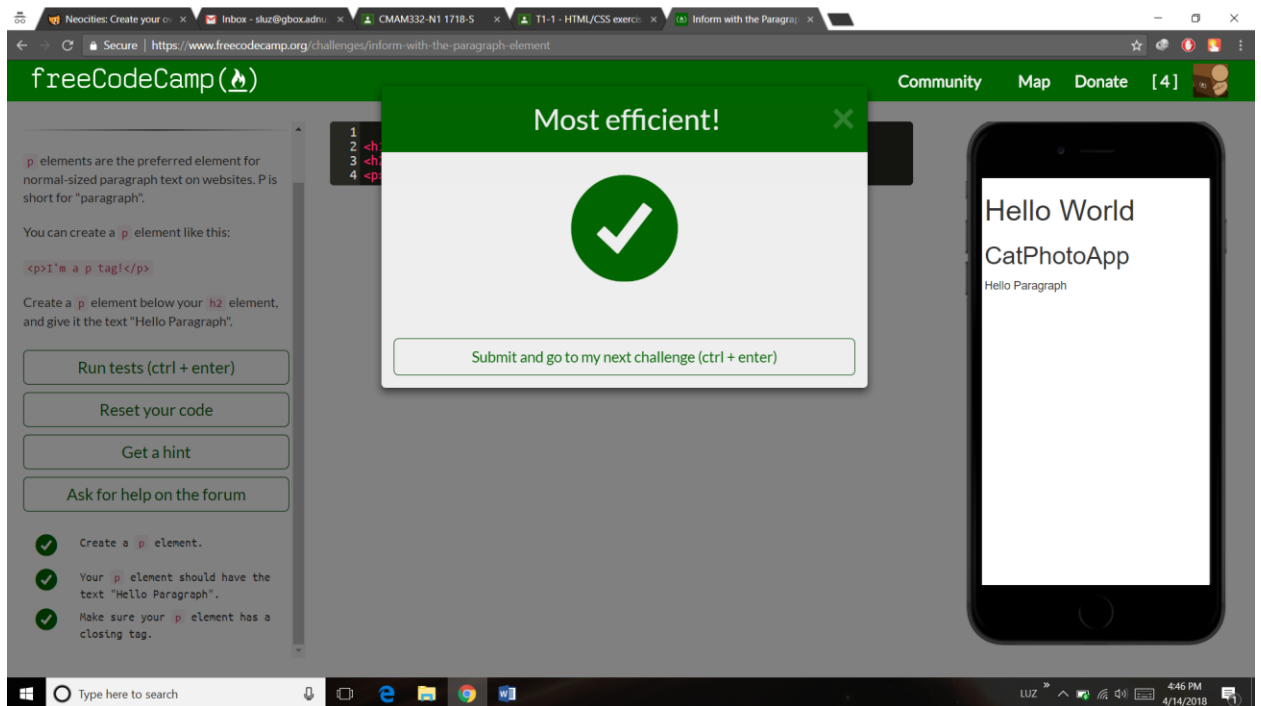 Neocities: Create your ov
Inbox - sluz@gbox.adnu.
CMAM332-N1 1718-S
T1-1 - HTML/CSS exercis
Inform with the Paragrap
Secure | https://www.freecodecamp.org/challenges/inform-with-the-paragraph-element
freeCodeCamp
Community
Map
Donate
[4]
Most efficient!
p elements are the preferred element for
normal-sized paragraph text on websites. P is
short for "paragraph".
You can create a p element like this:
<p>I'm a p tag!</p>
Create a p element below your h2 element,
and give it the text "Hello Paragraph".
Run tests (ctrl + enter)
Reset your code
Get a hint
Ask for help on the forum
Create a p element.
Your p element should have the
text "Hello Paragraph".
Make sure your p element has a
closing tag.
1
2 <h
3 <h
4 <p
Submit and go to my next challenge (ctrl + enter)
Hello World
CatPhotoApp
Hello Paragraph
Type here to search
LUZ
4:46 PM
4/14/2018